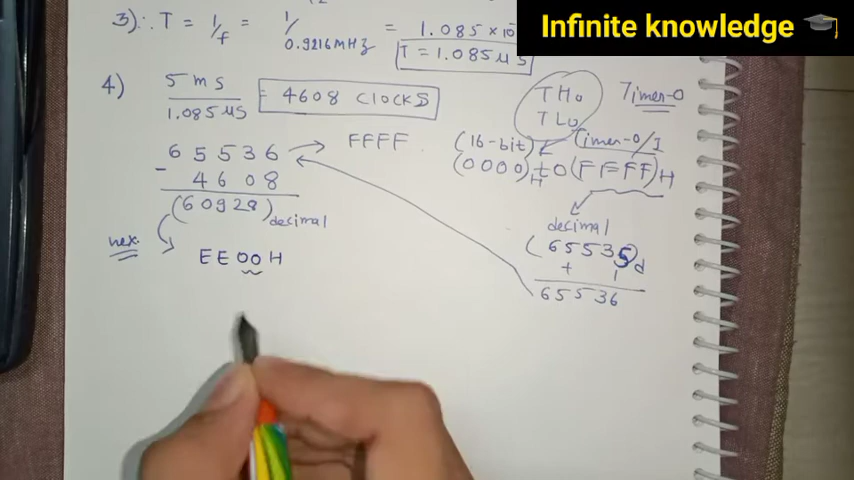 Infinite knowledge 🎓
3) ∴ T = 1/f = 1/0.9216MHz = 1.085 × 10
T = 1.085 µs
4) 5 ms / 1.085 µs = 4608 clocks
TH0
TL0
Timer-0
65536 → FFFF
- 4608
(60928) decimal
hex.
EE00H
(16-bit) Timer-0/1
(0000)H to (FFFF)H
decimal
(65535)d
+ 1
65536